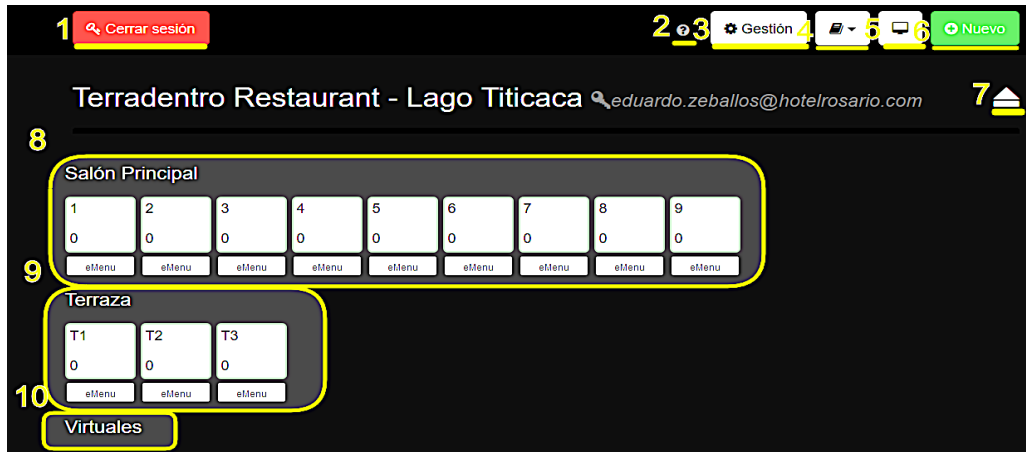 1 Cerrar sesión 2 ? 3 Gestión 4 5 6 Nuevo
Terradentro Restaurant - Lago Titicaca eduardo.zeballos@hotelrosario.com 7
8
Salón Principal
1 2 3 4 5 6 7 8 9
0 0 0 0 0 0 0 0 0
eMenu eMenu eMenu eMenu eMenu eMenu eMenu eMenu eMenu
9
Terraza
T1 T2 T3
0 0 0
eMenu eMenu eMenu
10
Virtuales